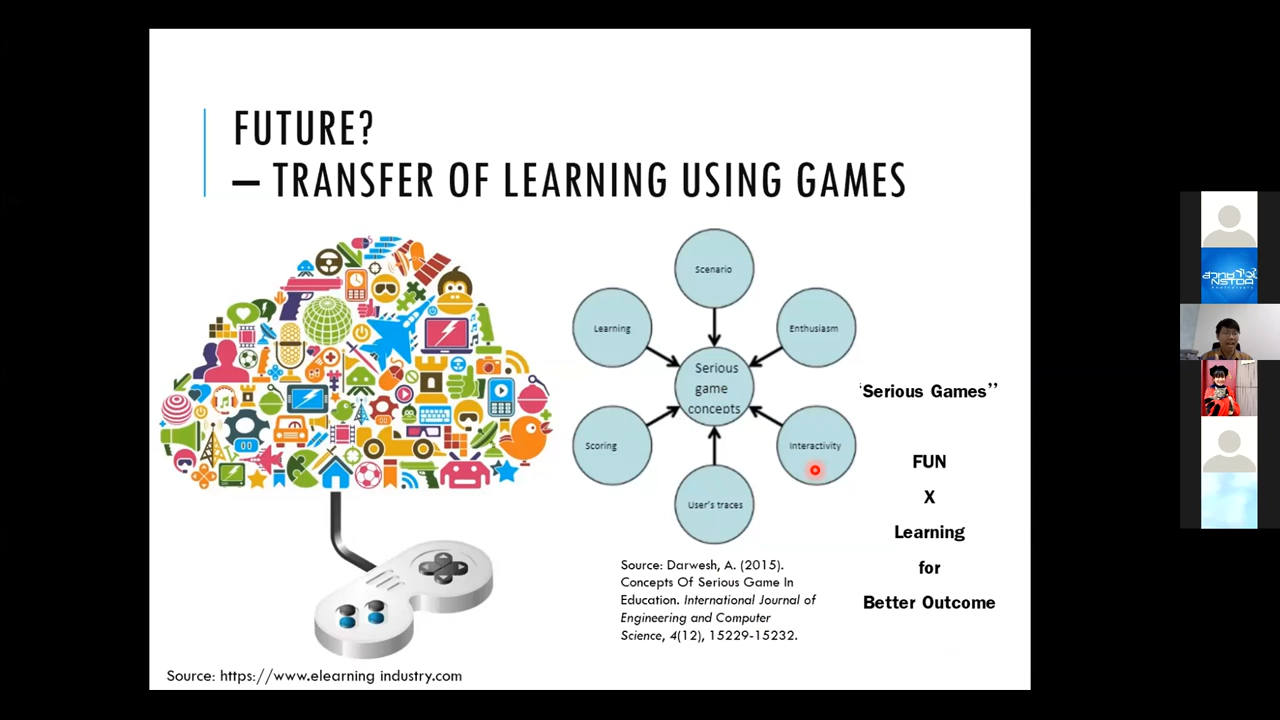 FUTURE?
– TRANSFER OF LEARNING USING GAMES
Scenario
Learning
Enthusiasm
Serious
game
concepts
Scoring
Interactivity
User's traces
‘Serious Games’’
FUN
X
Learning
for
Better Outcome
Source: Darwesh, A. (2015).
Concepts Of Serious Game In
Education. International Journal of
Engineering and Computer
Science, 4(12), 15229-15232.
Source: https://www.elearning industry.com
NSTDA